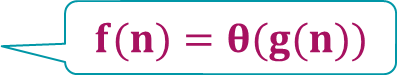 f(n) = θ(g(n))